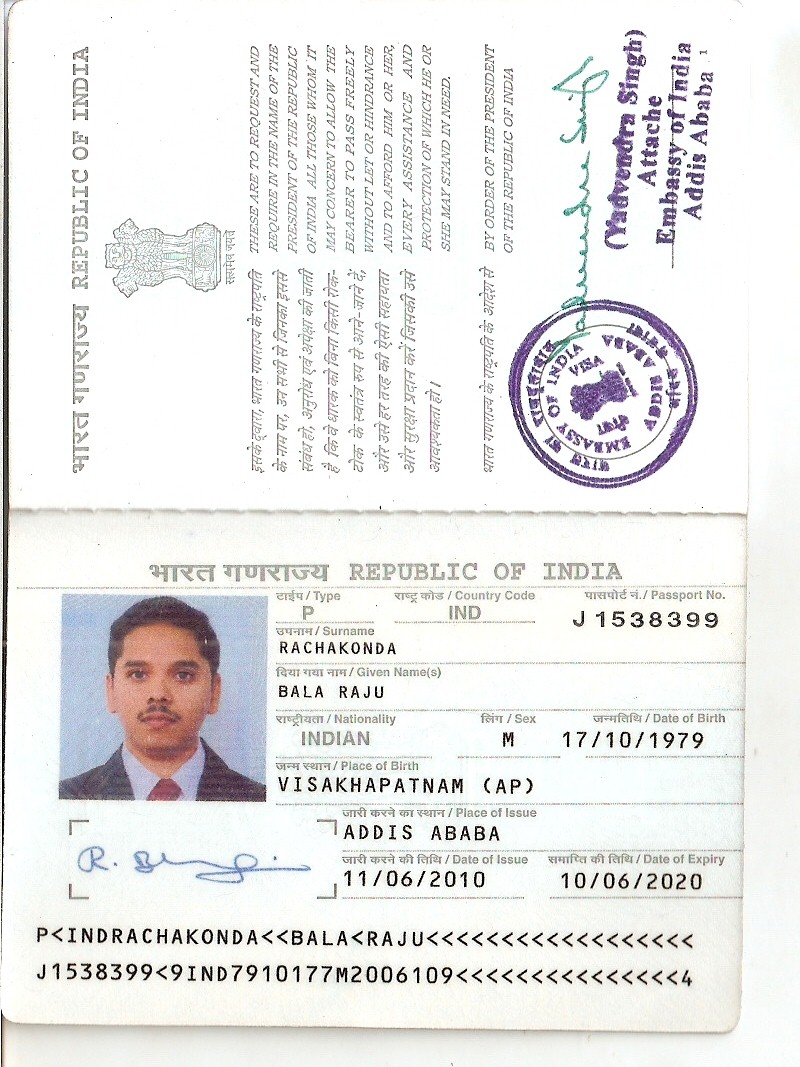 भारत गणराज्य REPUBLIC OF INDIA
सत्यमेव जयते
इसके द्वारा, भारत गणराज्य के राष्ट्रपति
के नाम पर, उन सभी से जिनका इससे
संबंध हो, अनुरोध एवं अपेक्षा की जाती
है कि वे धारक को बिना किसी रोक-
टोक के स्वतंत्र रूप से आने-जाने दें,
और उसे हर तरह की ऐसी सहायता
और सुरक्षा प्रदान करें जिसकी उसे
आवश्यकता हो।
THESE ARE TO REQUEST AND
REQUIRE IN THE NAME OF THE
PRESIDENT OF THE REPUBLIC
OF INDIA ALL THOSE WHOM IT
MAY CONCERN TO ALLOW THE
BEARER TO PASS FREELY
WITHOUT LET OR HINDRANCE
AND TO AFFORD HIM OR HER,
EVERY ASSISTANCE AND
PROTECTION OF WHICH HE OR
SHE MAY STAND IN NEED.
भारत गणराज्य के राष्ट्रपति के आदेश से
BY ORDER OF THE PRESIDENT
OF THE REPUBLIC OF INDIA
(Yadvendra Singh)
Attache
Embassy of India
Addis Ababa
EMBASSY OF INDIA
ADDIS ABABA
VISA
भारत गणराज्य REPUBLIC OF INDIA
टाईप / Type राष्ट्र कोड / Country Code पासपोर्ट नं. / Passport No.
P IND J 1538399
उपनाम / Surname
RACHAKONDA
दिया गया नाम / Given Name(s)
BALA RAJU
राष्ट्रीयता / Nationality लिंग / Sex जन्मतिथि / Date of Birth
INDIAN M 17/10/1979
जन्म स्थान / Place of Birth
VISAKHAPATNAM (AP)
जारी करने का स्थान / Place of Issue
ADDIS ABABA
जारी करने की तिथि / Date of Issue समाप्ति की तिथि / Date of Expiry
11/06/2010 10/06/2020
P<INDRACHAKONDA<<BALA<RAJU<<<<<<<<<<<<<<<<<<
J1538399<9IND7910177M2006109<<<<<<<<<<<<<<<4